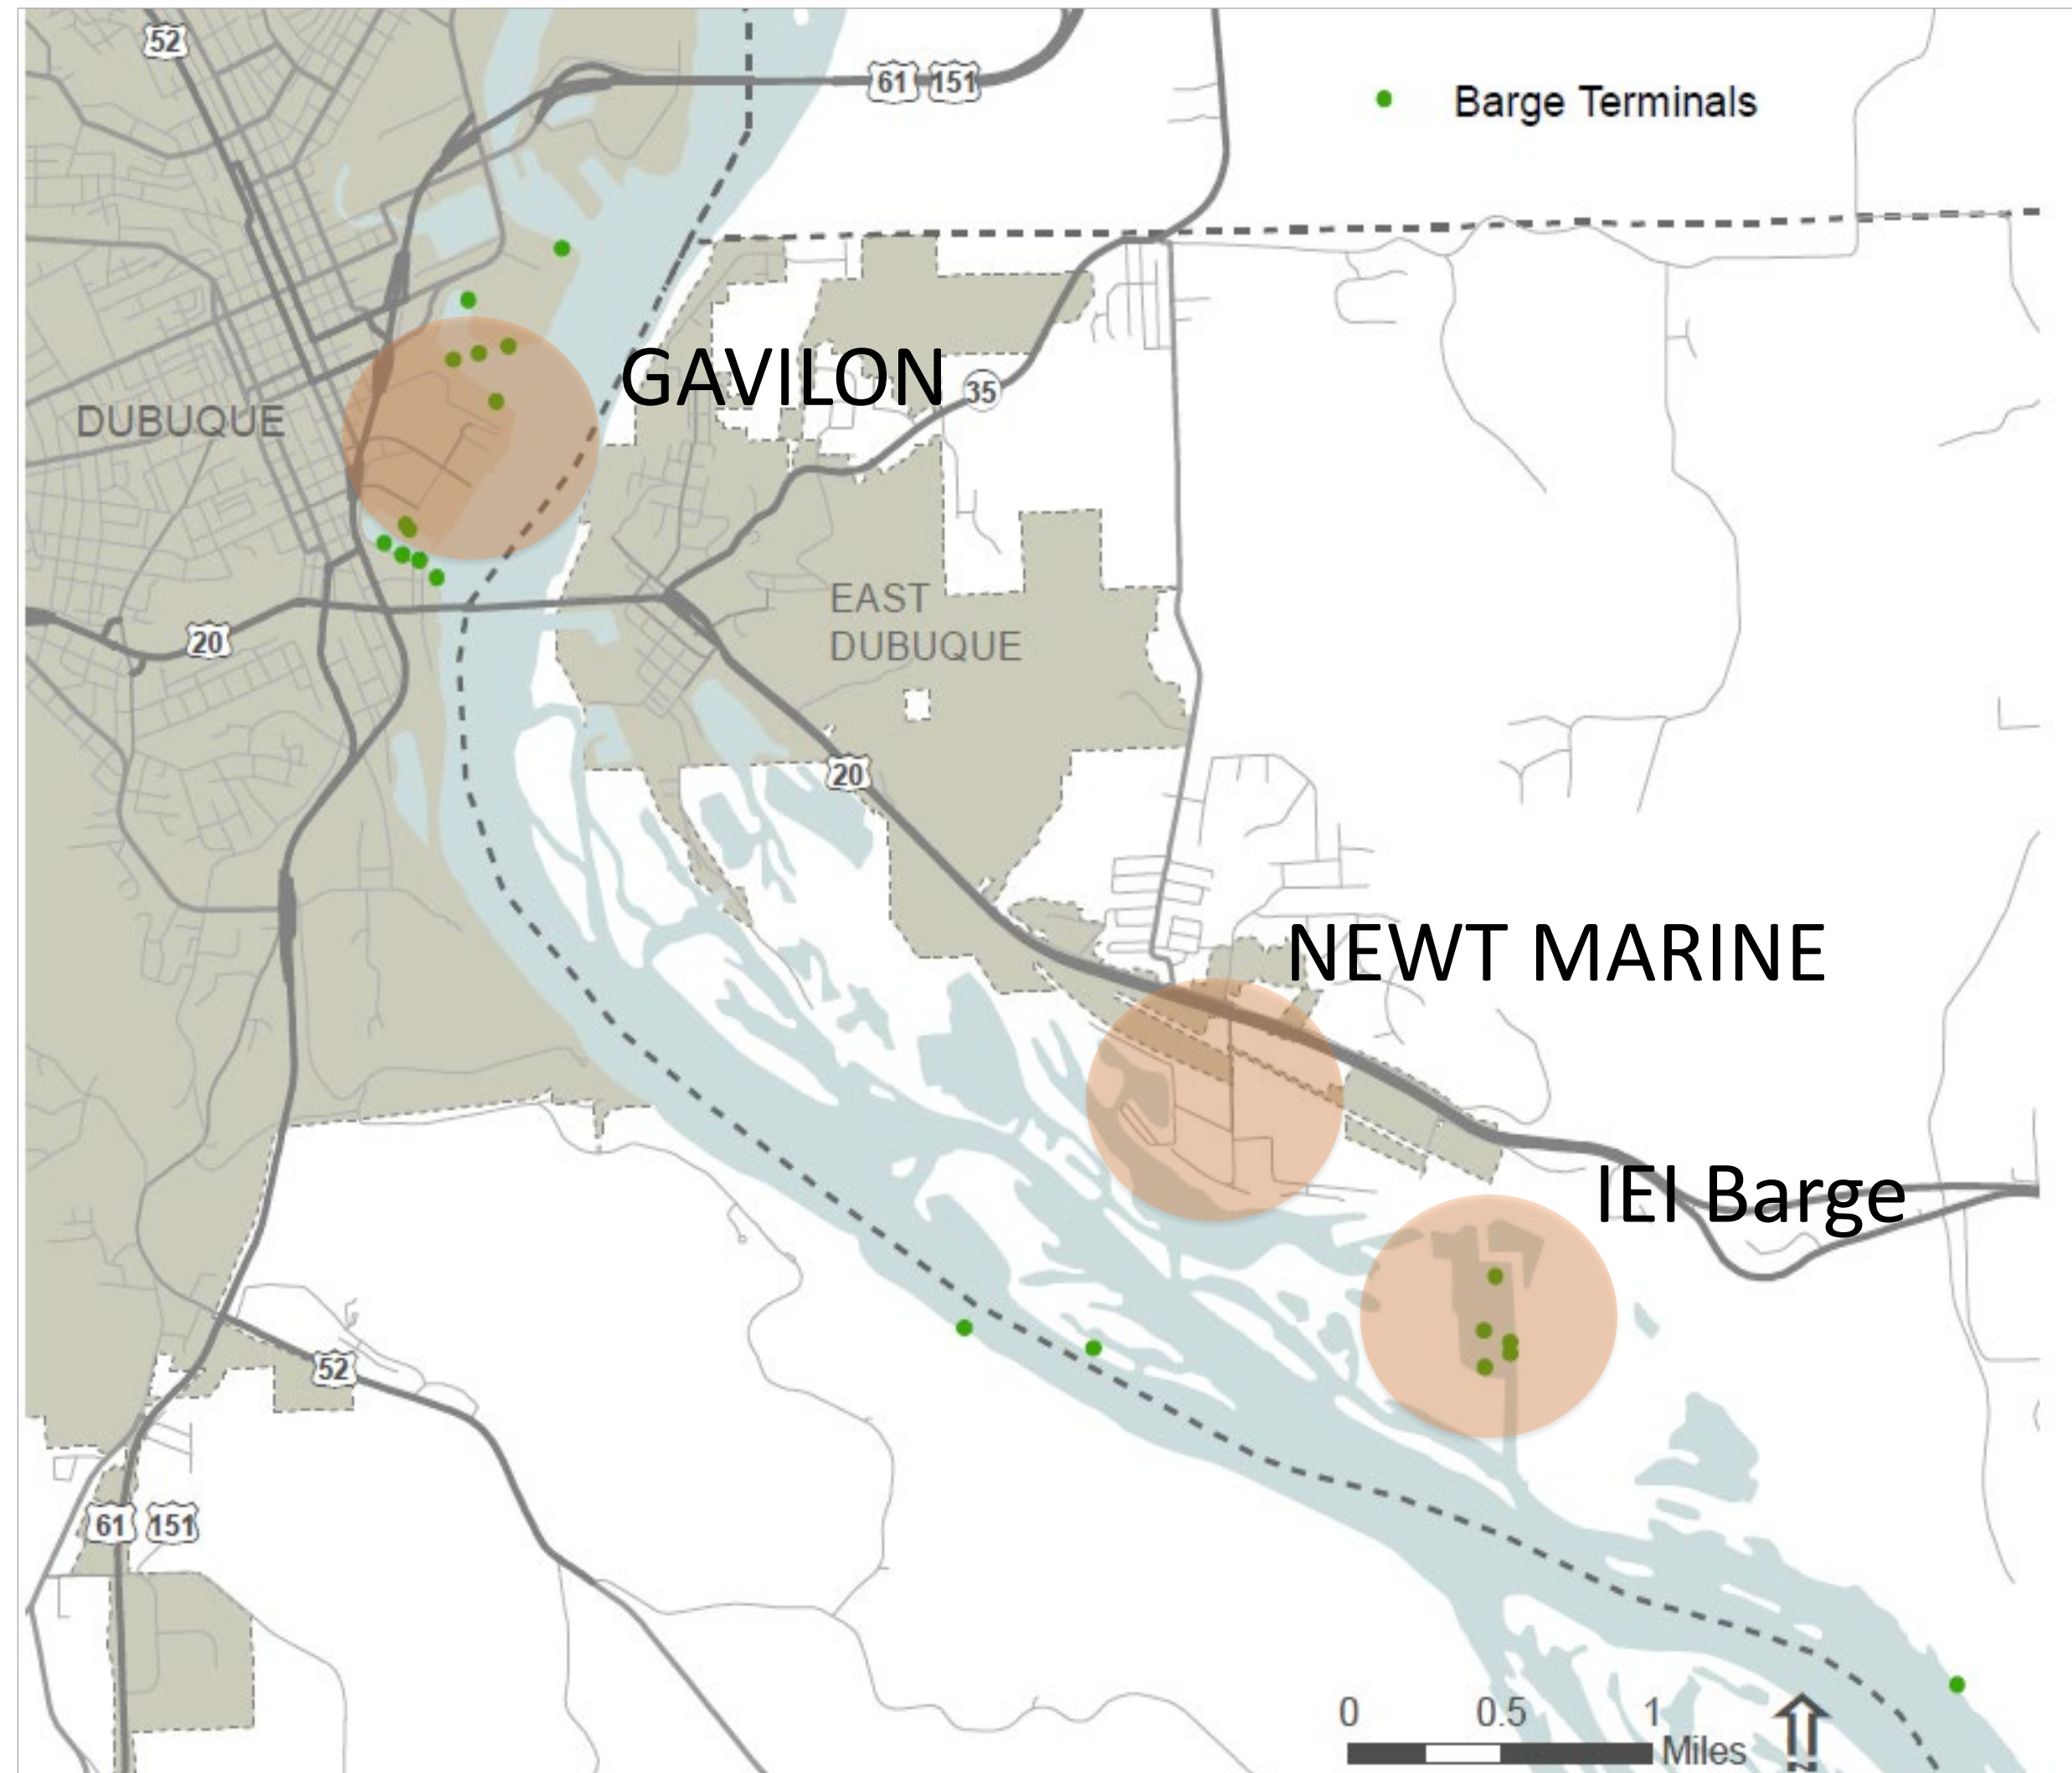 52
61 151
Barge Terminals
GAVILON
35
DUBUQUE
EAST
DUBUQUE
20
20
NEWT MARINE
IEI Barge
52
61 151
0 0.5 1
Miles